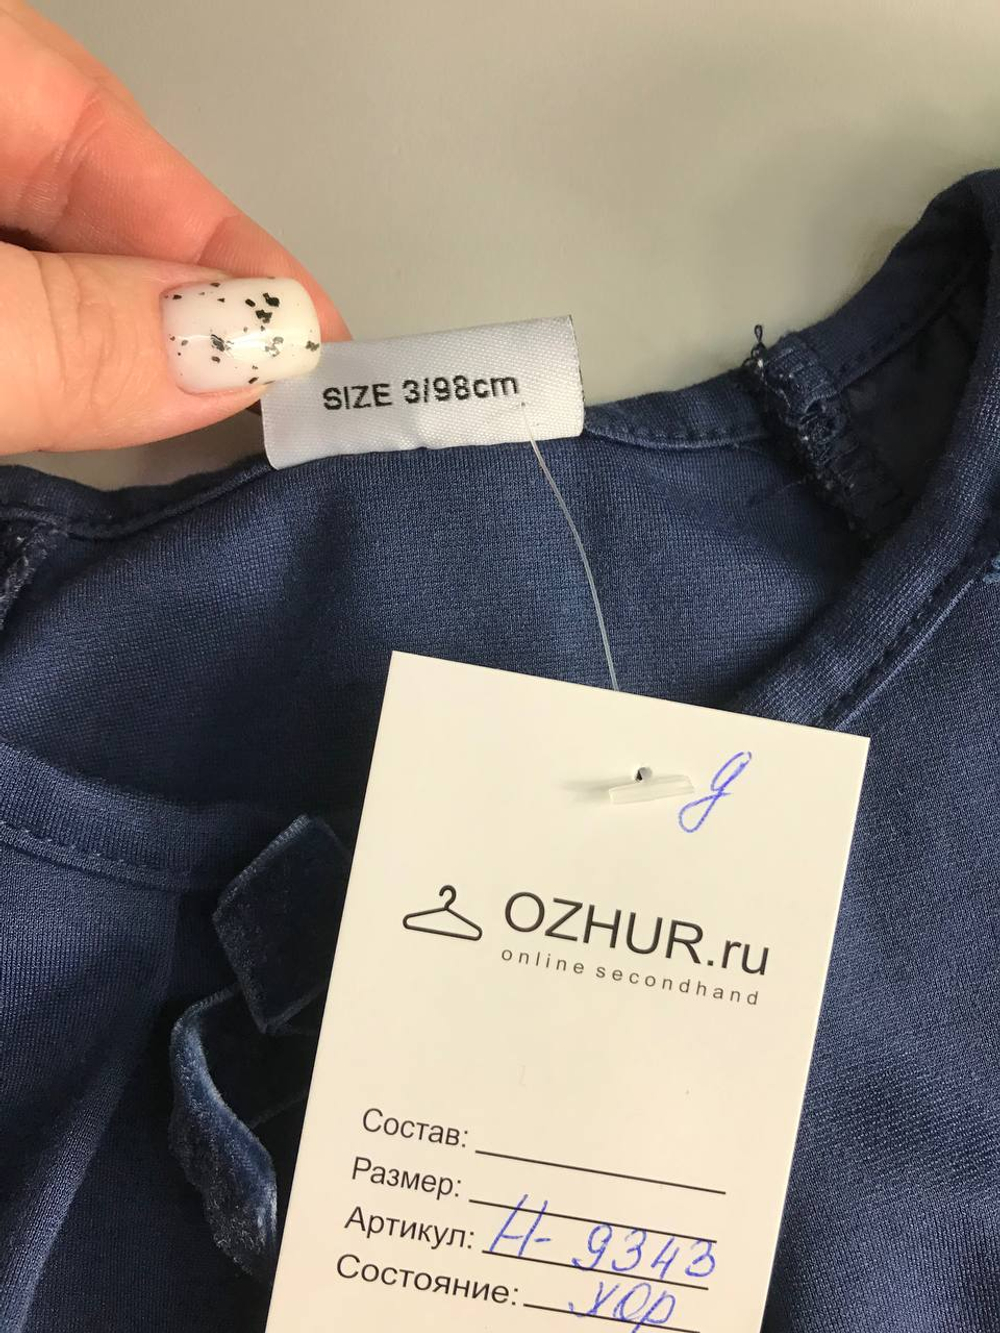 SIZE 3/98cm
g
OZHUR.ru
online secondhand
Состав:
Размер:
Артикул: Н- 9343
Состояние: хор